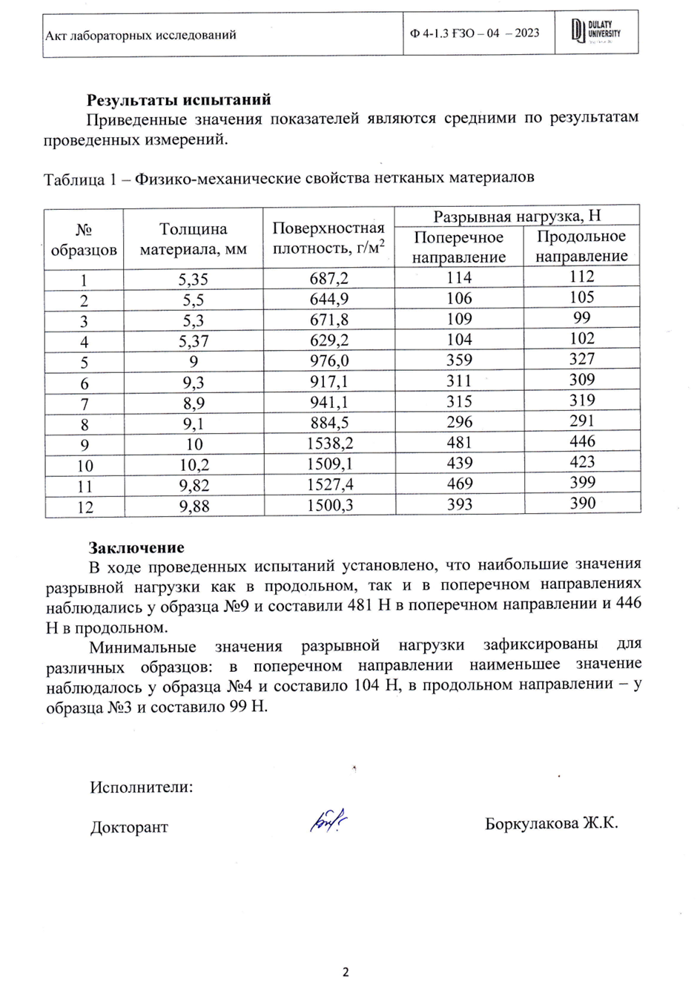 Акт лабораторных исследований
Ф 4-1.3 ҒЗО – 04 – 2023
DULATY
UNIVERSITY
Результаты испытаний
Приведенные значения показателей являются средними по результатам
проведенных измерений.
Таблица 1 – Физико-механические свойства нетканых материалов
№ образцов Толщина материала, мм Поверхностная плотность, г/м² Разрывная нагрузка, Н
Поперечное направление Продольное направление
1 5,35 687,2 114 112
2 5,5 644,9 106 105
3 5,3 671,8 109 99
4 5,37 629,2 104 102
5 9 976,0 359 327
6 9,3 917,1 311 309
7 8,9 941,1 315 319
8 9,1 884,5 296 291
9 10 1538,2 481 446
10 10,2 1509,1 439 423
11 9,82 1527,4 469 399
12 9,88 1500,3 393 390
Заключение
В ходе проведенных испытаний установлено, что наибольшие значения
разрывной нагрузки как в продольном, так и в поперечном направлениях
наблюдались у образца №9 и составили 481 Н в поперечном направлении и 446
Н в продольном.
Минимальные значения разрывной нагрузки зафиксированы для
различных образцов: в поперечном направлении наименьшее значение
наблюдалось у образца №4 и составило 104 Н, в продольном направлении – у
образца №3 и составило 99 Н.
Исполнители:
Докторант Боркулакова Ж.К.
2